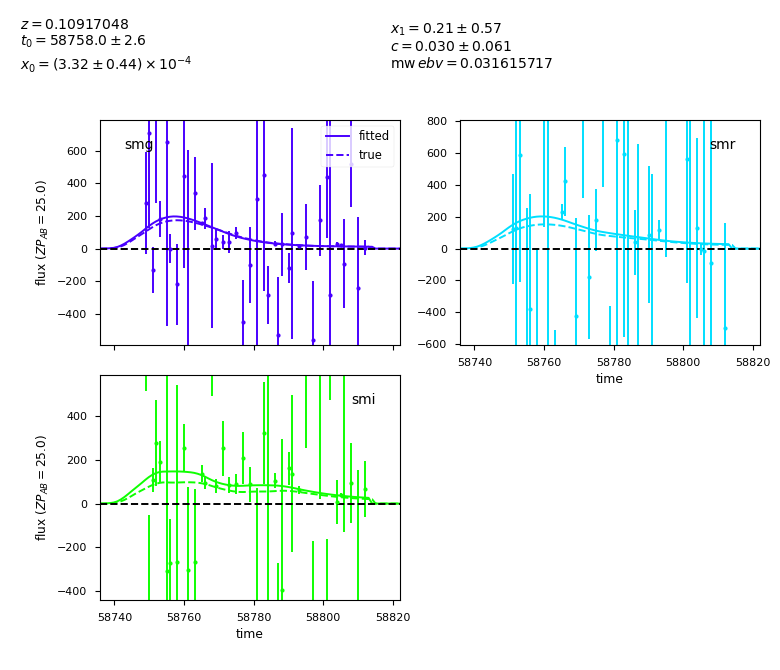 z = 0.10917048
t₀ = 58758.0 ± 2.6
x₀ = (3.32 ± 0.44) × 10⁻⁴
x₁ = 0.21 ± 0.57
c = 0.030 ± 0.061
mw ebv = 0.031615717
smg
fitted
true
600
400
200
0
−200
−400
flux (ZP_AB = 25.0)
smr
800
600
400
200
0
−200
−400
−600
58740 58760 58780 58800 58820
time
smi
400
200
0
−200
−400
flux (ZP_AB = 25.0)
58740 58760 58780 58800 58820
time